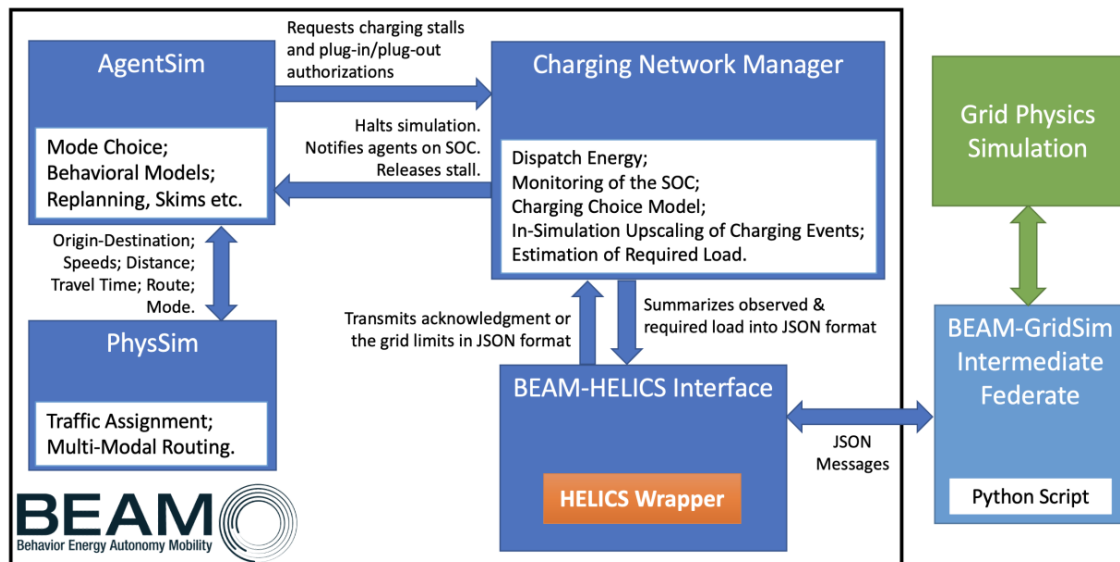 AgentSim
Mode Choice;
Behavioral Models;
Replanning, Skims etc.
Requests charging stalls
and plug-in/plug-out
authorizations
Halts simulation.
Notifies agents on SOC.
Releases stall.
Charging Network Manager
Dispatch Energy;
Monitoring of the SOC;
Charging Choice Model;
In-Simulation Upscaling of Charging Events;
Estimation of Required Load.
Grid Physics
Simulation
Origin-Destination;
Speeds; Distance;
Travel Time; Route;
Mode.
PhysSim
Traffic Assignment;
Multi-Modal Routing.
Transmits acknowledgment or
the grid limits in JSON format
Summarizes observed &
required load into JSON format
BEAM-HELICS Interface
HELICS Wrapper
JSON
Messages
BEAM-GridSim
Intermediate
Federate
Python Script
BEAM
Behavior Energy Autonomy Mobility